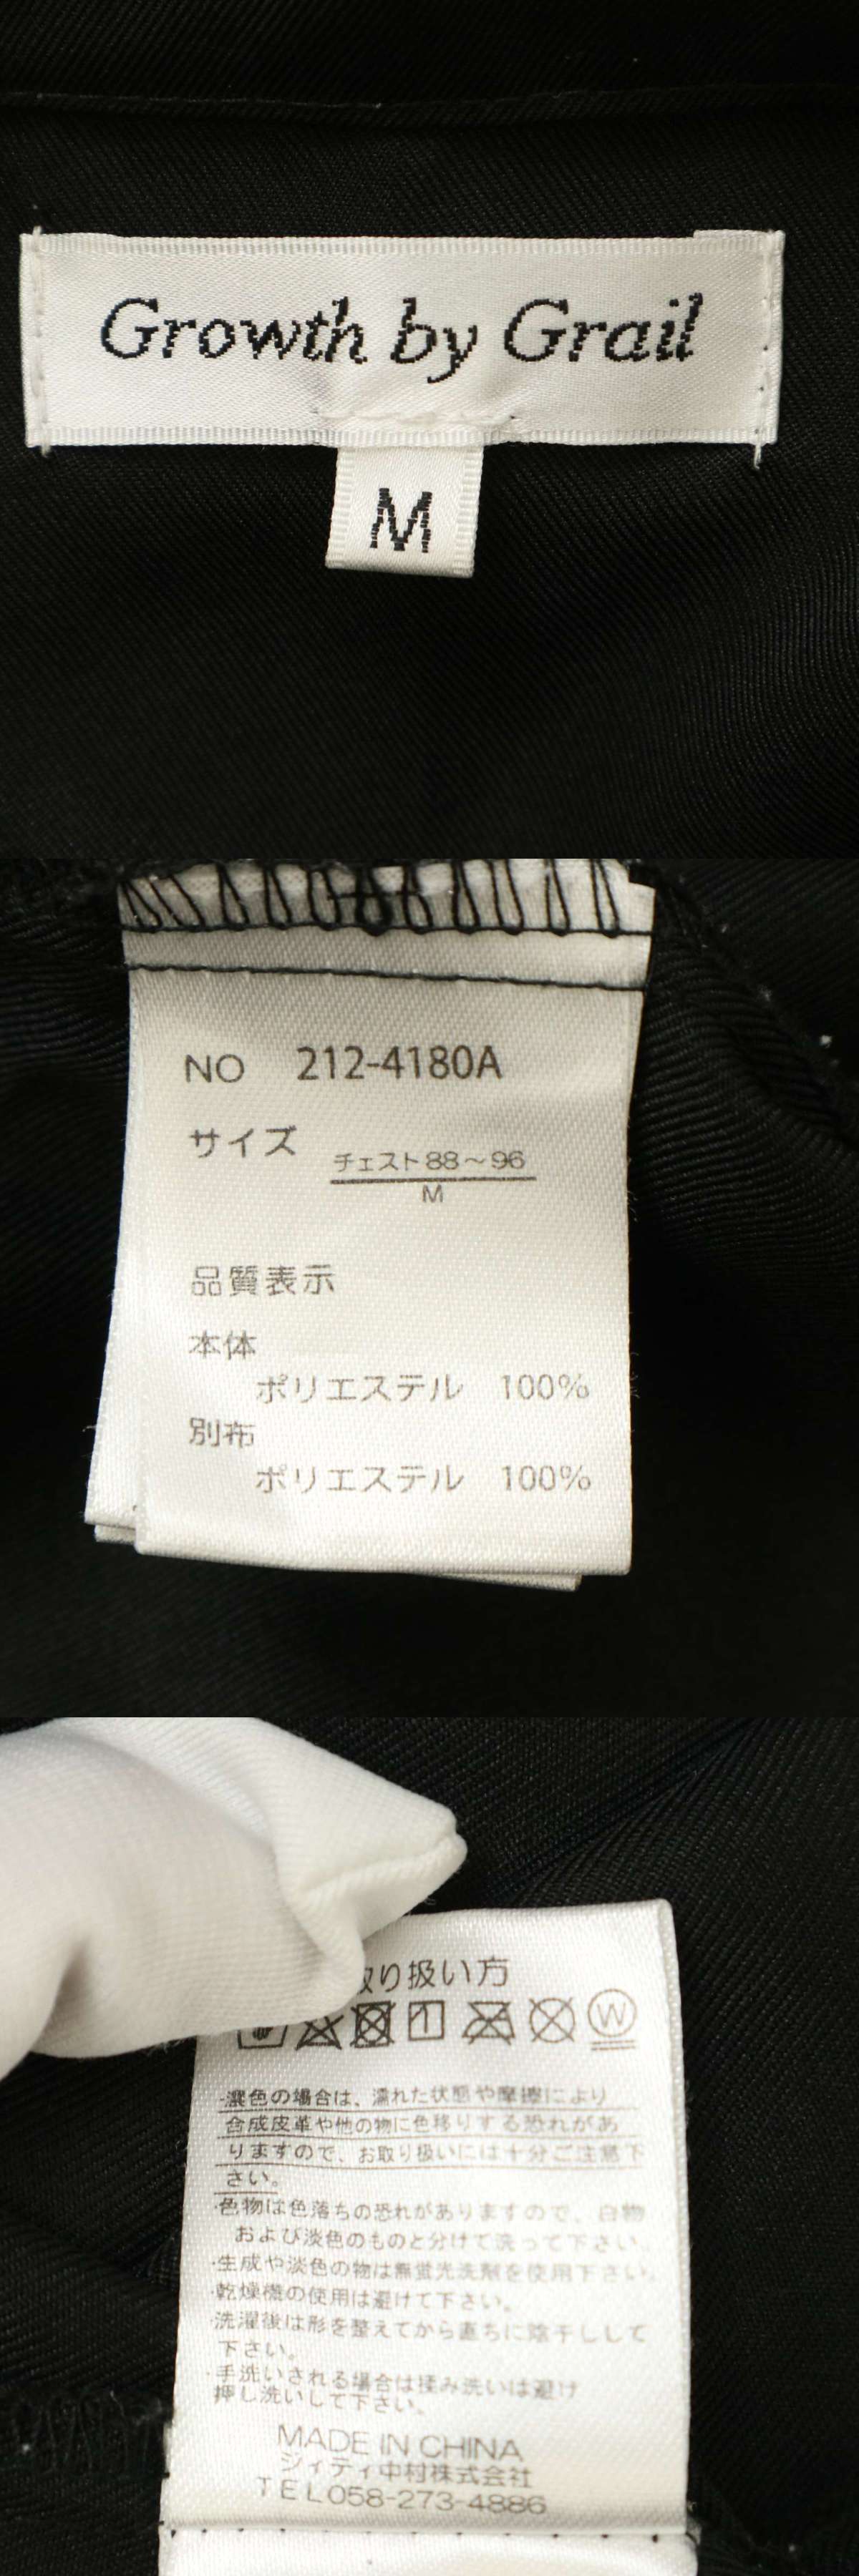 Growth by Grail
M
NO 212-4180A
サイズ
チェスト88～96
M
品質表示
本体
ポリエステル 100%
別布
ポリエステル 100%
取り扱い方
W
・濃色の場合は、濡れた状態や摩擦により
合成皮革や他の物に色移りする恐れがあ
りますので、お取り扱いには十分ご注意下
さい。
・色物は色落ちの恐れがありますので、白物
および淡色のものと分けて洗って下さい。
・生成や淡色の物は無蛍光洗剤を使用下さい。
・乾燥機の使用は避けて下さい。
・洗濯後は形を整えてから直ちに陰干しして
下さい。
・手洗いされる場合は揉み洗いは避け
押し洗いして下さい。
MADE IN CHINA
ジィティ中村株式会社
TEL058-273-4886